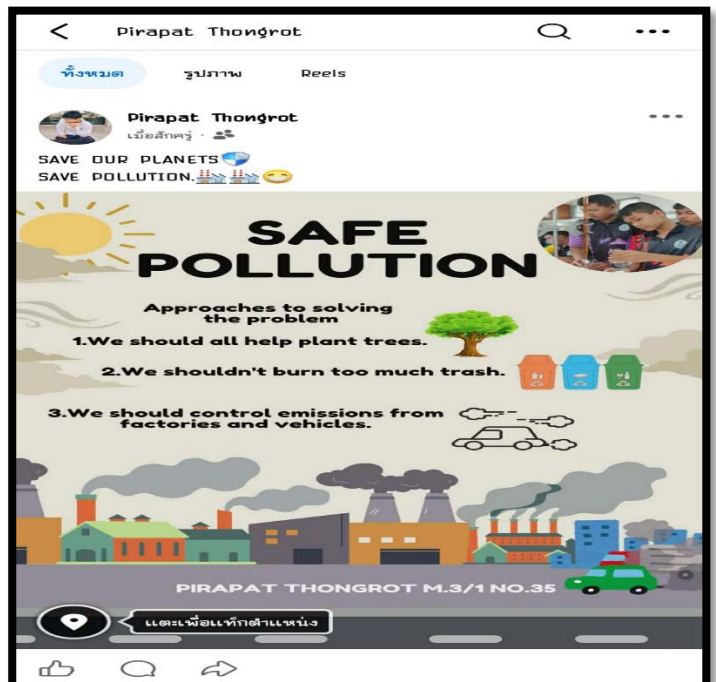 Pirapat Thongrot
ทั้งหมด รูปภาพ Reels
Pirapat Thongrot
เมื่อสักครู่ ·
SAVE OUR PLANETS
SAVE POLLUTION.
SAFE
POLLUTION
Approaches to solving
the problem
1.We should all help plant trees.
2.We shouldn't burn too much trash.
3.We should control emissions from
factories and vehicles.
PIRAPAT THONGROT M.3/1 NO.35
แตะเพื่อแท็กตำแหน่ง